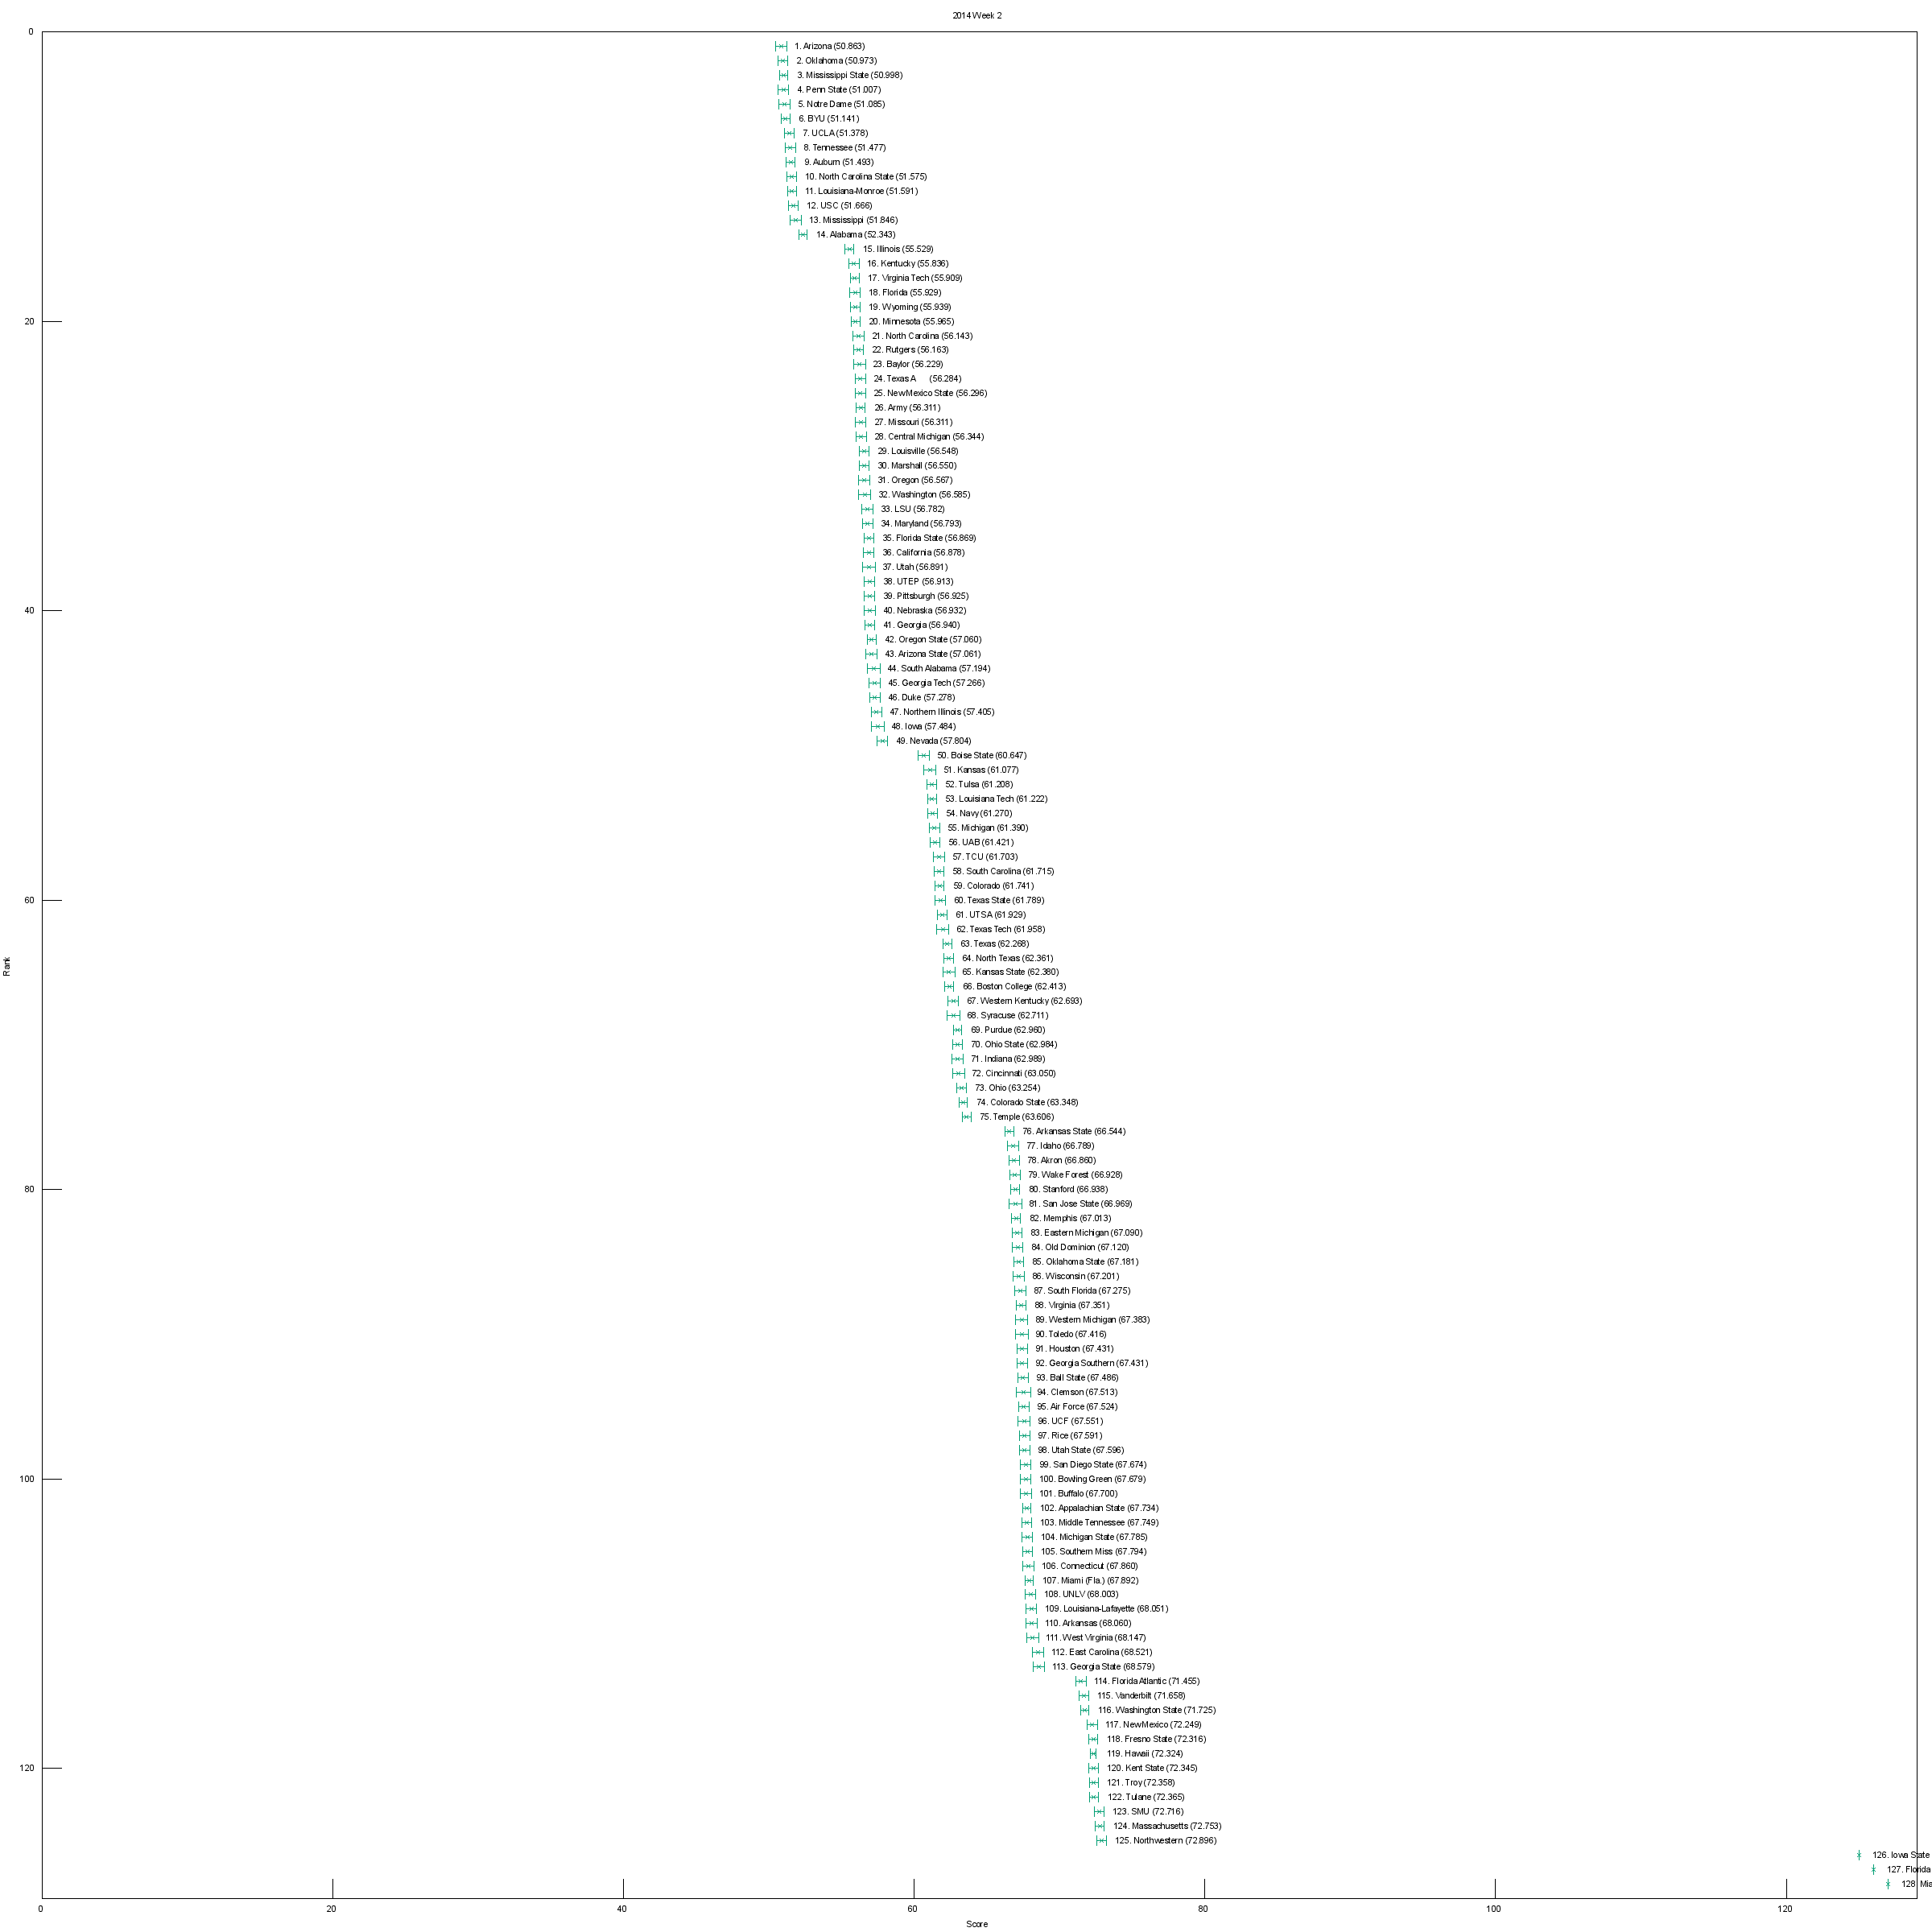 2014 Week 2
0
1. Arizona (50.863)
2. Oklahoma (50.973)
3. Mississippi State (50.998)
4. Penn State (51.007)
5. Notre Dame (51.085)
6. BYU (51.141)
7. UCLA (51.378)
8. Tennessee (51.477)
9. Auburn (51.493)
10. North Carolina State (51.575)
11. Louisiana-Monroe (51.591)
12. USC (51.666)
13. Mississippi (51.846)
14. Alabama (52.343)
15. Illinois (55.529)
16. Kentucky (55.836)
17. Virginia Tech (55.909)
18. Florida (55.929)
19. Wyoming (55.939)
20
20. Minnesota (55.965)
21. North Carolina (56.143)
22. Rutgers (56.163)
23. Baylor (56.229)
24. Texas A (56.284)
25. New Mexico State (56.296)
26. Army (56.311)
27. Missouri (56.311)
28. Central Michigan (56.344)
29. Louisville (56.548)
30. Marshall (56.550)
31. Oregon (56.567)
32. Washington (56.585)
33. LSU (56.782)
34. Maryland (56.793)
35. Florida State (56.869)
36. California (56.878)
37. Utah (56.891)
38. UTEP (56.913)
39. Pittsburgh (56.925)
40
40. Nebraska (56.932)
41. Georgia (56.940)
42. Oregon State (57.060)
43. Arizona State (57.061)
44. South Alabama (57.194)
45. Georgia Tech (57.266)
46. Duke (57.278)
47. Northern Illinois (57.405)
48. Iowa (57.484)
49. Nevada (57.804)
50. Boise State (60.647)
51. Kansas (61.077)
52. Tulsa (61.208)
53. Louisiana Tech (61.222)
54. Navy (61.270)
55. Michigan (61.390)
56. UAB (61.421)
57. TCU (61.703)
58. South Carolina (61.715)
59. Colorado (61.741)
60
60. Texas State (61.789)
61. UTSA (61.929)
62. Texas Tech (61.958)
63. Texas (62.268)
64. North Texas (62.361)
Rank
65. Kansas State (62.380)
66. Boston College (62.413)
67. Western Kentucky (62.693)
68. Syracuse (62.711)
69. Purdue (62.960)
70. Ohio State (62.984)
71. Indiana (62.989)
72. Cincinnati (63.050)
73. Ohio (63.254)
74. Colorado State (63.348)
75. Temple (63.606)
76. Arkansas State (66.544)
77. Idaho (66.789)
78. Akron (66.860)
79. Wake Forest (66.928)
80
80. Stanford (66.938)
81. San Jose State (66.969)
82. Memphis (67.013)
83. Eastern Michigan (67.090)
84. Old Dominion (67.120)
85. Oklahoma State (67.181)
86. Wisconsin (67.201)
87. South Florida (67.275)
88. Virginia (67.351)
89. Western Michigan (67.383)
90. Toledo (67.416)
91. Houston (67.431)
92. Georgia Southern (67.431)
93. Ball State (67.486)
94. Clemson (67.513)
95. Air Force (67.524)
96. UCF (67.551)
97. Rice (67.591)
98. Utah State (67.596)
99. San Diego State (67.674)
100
100. Bowling Green (67.679)
101. Buffalo (67.700)
102. Appalachian State (67.734)
103. Middle Tennessee (67.749)
104. Michigan State (67.785)
105. Southern Miss (67.794)
106. Connecticut (67.860)
107. Miami (Fla.) (67.892)
108. UNLV (68.003)
109. Louisiana-Lafayette (68.051)
110. Arkansas (68.060)
111. West Virginia (68.147)
112. East Carolina (68.521)
113. Georgia State (68.579)
114. Florida Atlantic (71.455)
115. Vanderbilt (71.658)
116. Washington State (71.725)
117. New Mexico (72.249)
118. Fresno State (72.316)
119. Hawaii (72.324)
120
120. Kent State (72.345)
121. Troy (72.358)
122. Tulane (72.365)
123. SMU (72.716)
124. Massachusetts (72.753)
125. Northwestern (72.896)
126. Iowa State
127. Florida
128. Mia
0 20 40 60 80 100 120
Score